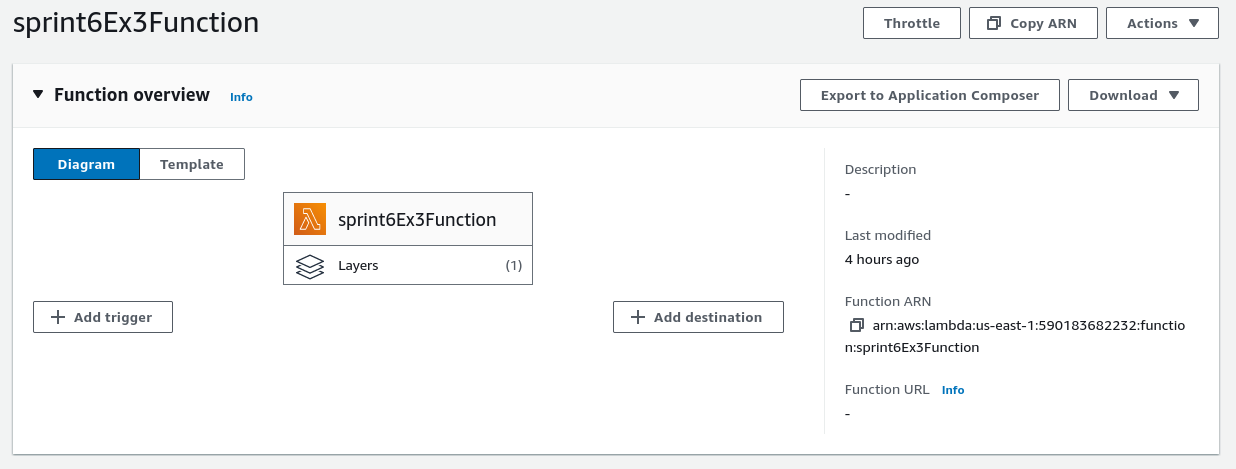 sprint6Ex3Function
Throttle
Copy ARN
Actions
Function overview Info
Export to Application Composer
Download
Diagram
Template
sprint6Ex3Function
Layers (1)
Add trigger
Add destination
Description
-
Last modified
4 hours ago
Function ARN
arn:aws:lambda:us-east-1:590183682232:functio
n:sprint6Ex3Function
Function URL Info
-